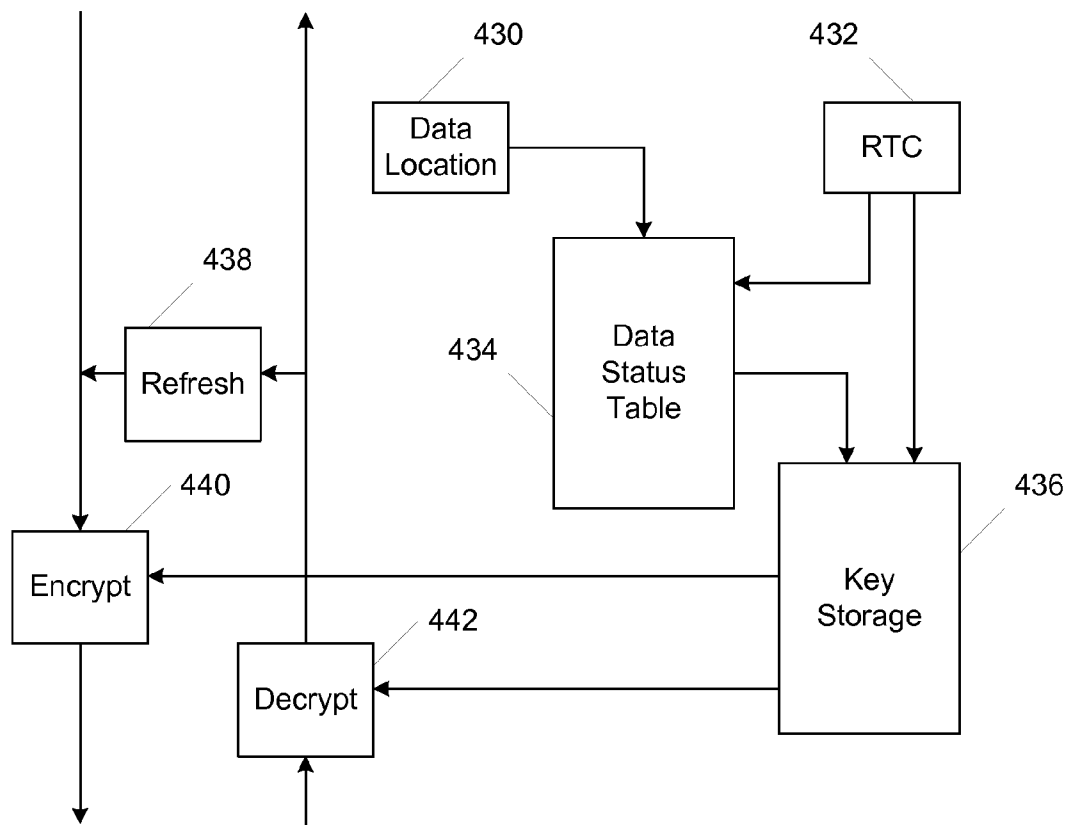 430
432
Data
Location
RTC
438
Refresh
434
Data
Status
Table
440
436
Encrypt
Key
Storage
442
Decrypt